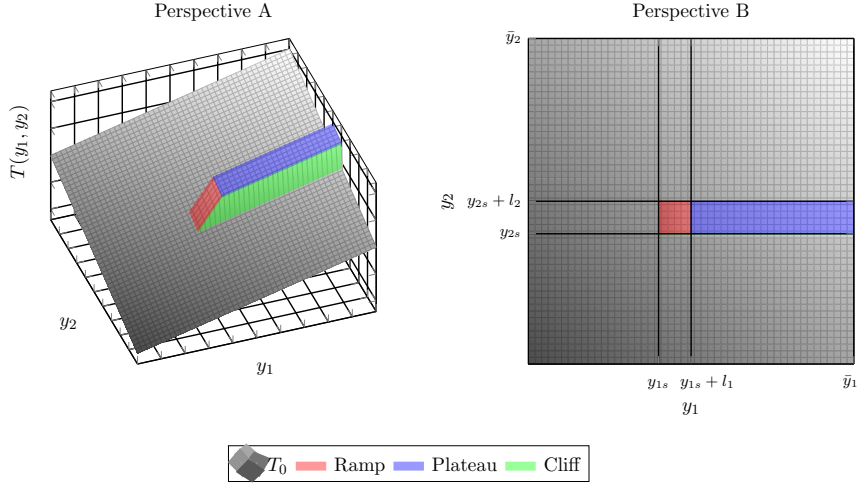 Perspective A
Perspective B
T(y₁, y₂)
y₂
y₁
ȳ₂
y₂
y₂ₛ + l₂
y₂ₛ
y₁ₛ y₁ₛ + l₁ ȳ₁
y₁
T₀ Ramp Plateau Cliff